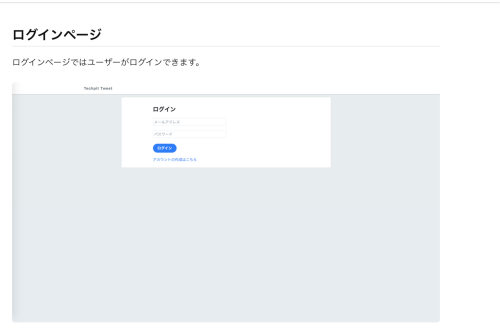 ログインページ
ログインページではユーザーがログインできます。
Techpit Tweet
ログイン
メールアドレス
パスワード
ログイン
アカウントの作成はこちら